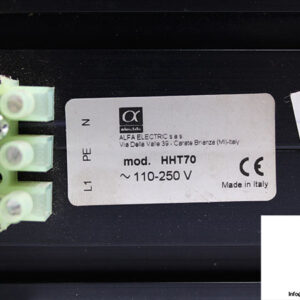 N
PE
L1
α
ALFA ELECTRIC s.a.s.
Via Della Valle 39 - Carate Brianza (MI)-Italy
mod. HHT70
~ 110-250 V
CE
Made in Italy